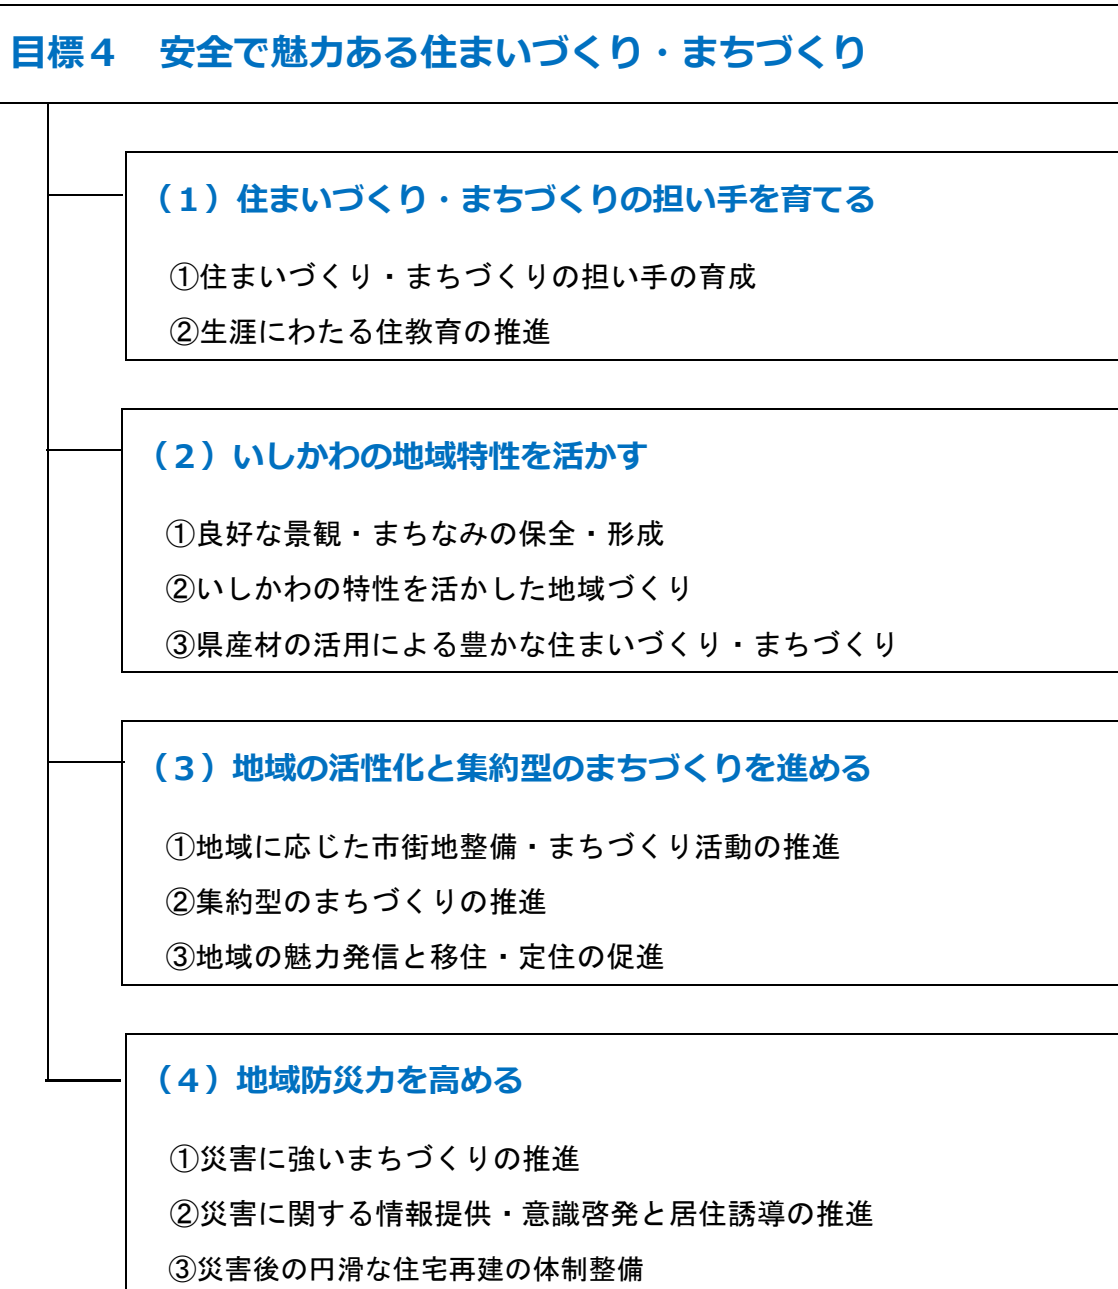 目標４　安全で魅力ある住まいづくり・まちづくり
（１）住まいづくり・まちづくりの担い手を育てる
①住まいづくり・まちづくりの担い手の育成
②生涯にわたる住教育の推進
（２）いしかわの地域特性を活かす
①良好な景観・まちなみの保全・形成
②いしかわの特性を活かした地域づくり
③県産材の活用による豊かな住まいづくり・まちづくり
（３）地域の活性化と集約型のまちづくりを進める
①地域に応じた市街地整備・まちづくり活動の推進
②集約型のまちづくりの推進
③地域の魅力発信と移住・定住の促進
（４）地域防災力を高める
①災害に強いまちづくりの推進
②災害に関する情報提供・意識啓発と居住誘導の推進
③災害後の円滑な住宅再建の体制整備